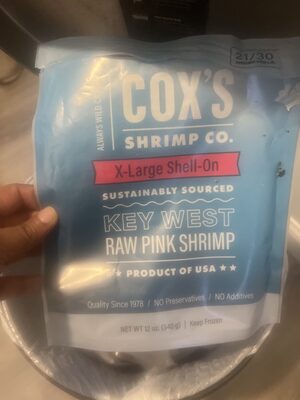 21/30
ALWAYS WILD
COX'S
SHRIMP CO.
X-Large Shell-On
SUSTAINABLY SOURCED
KEY WEST
RAW PINK SHRIMP
★ PRODUCT OF USA ★ ★
Quality Since 1978 / NO Preservatives / NO Additives
NET WT 12 oz. (340 g) | Keep Frozen